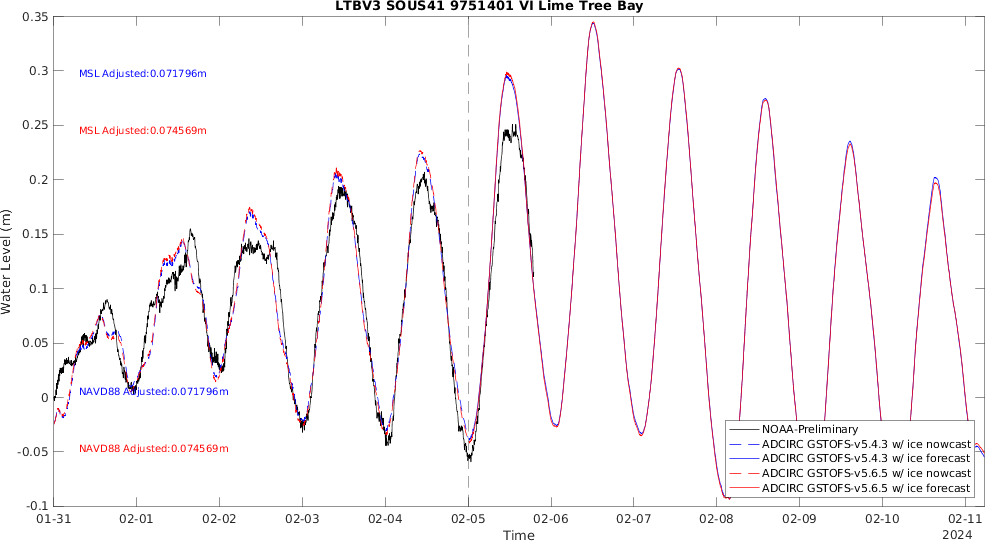 LTBV3 SOUS41 9751401 VI Lime Tree Bay
0.35
0.3
0.25
0.2
0.15
0.1
0.05
0
-0.05
-0.1
Water Level (m)
MSL Adjusted:0.071796m
MSL Adjusted:0.074569m
NAVD88 Adjusted:0.071796m
NAVD88 Adjusted:0.074569m
NOAA-Preliminary
ADCIRC GSTOFS-v5.4.3 w/ ice nowcast
ADCIRC GSTOFS-v5.4.3 w/ ice forecast
ADCIRC GSTOFS-v5.6.5 w/ ice nowcast
ADCIRC GSTOFS-v5.6.5 w/ ice forecast
01-31 02-01 02-02 02-03 02-04 02-05 02-06 02-07 02-08 02-09 02-10 02-11
Time
2024